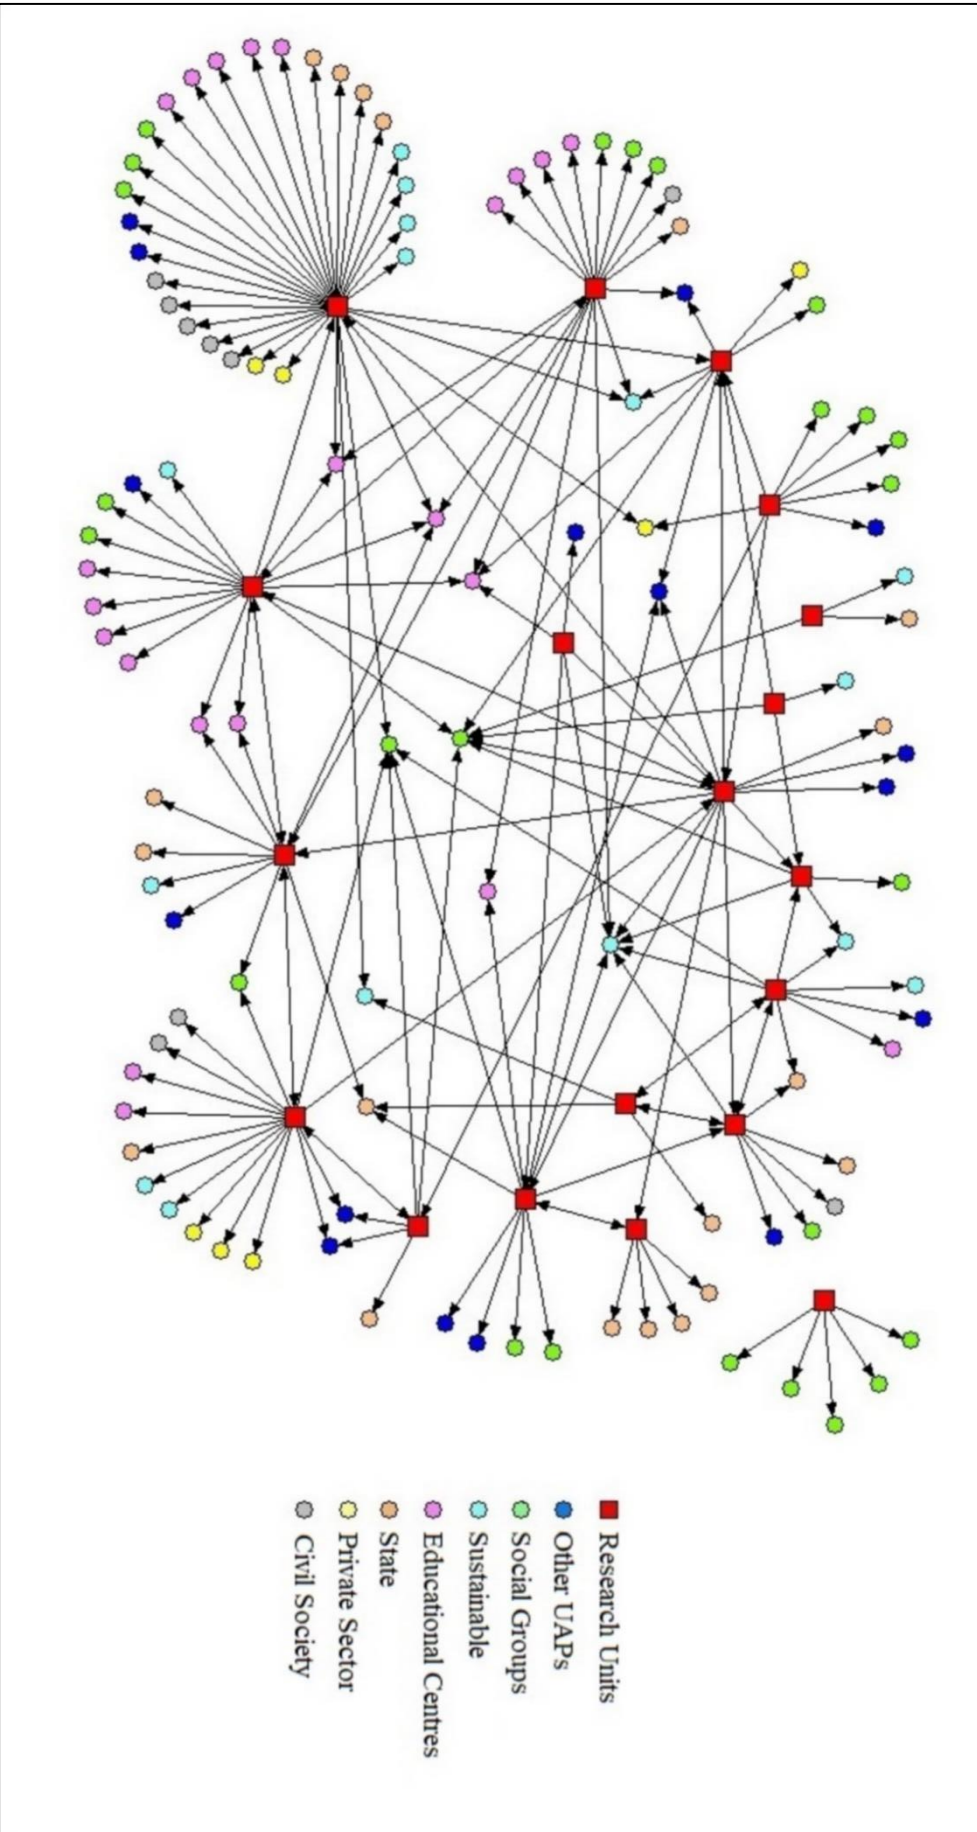 Research Units
Other UAPs
Social Groups
Sustainable
Educational Centres
State
Private Sector
Civil Society